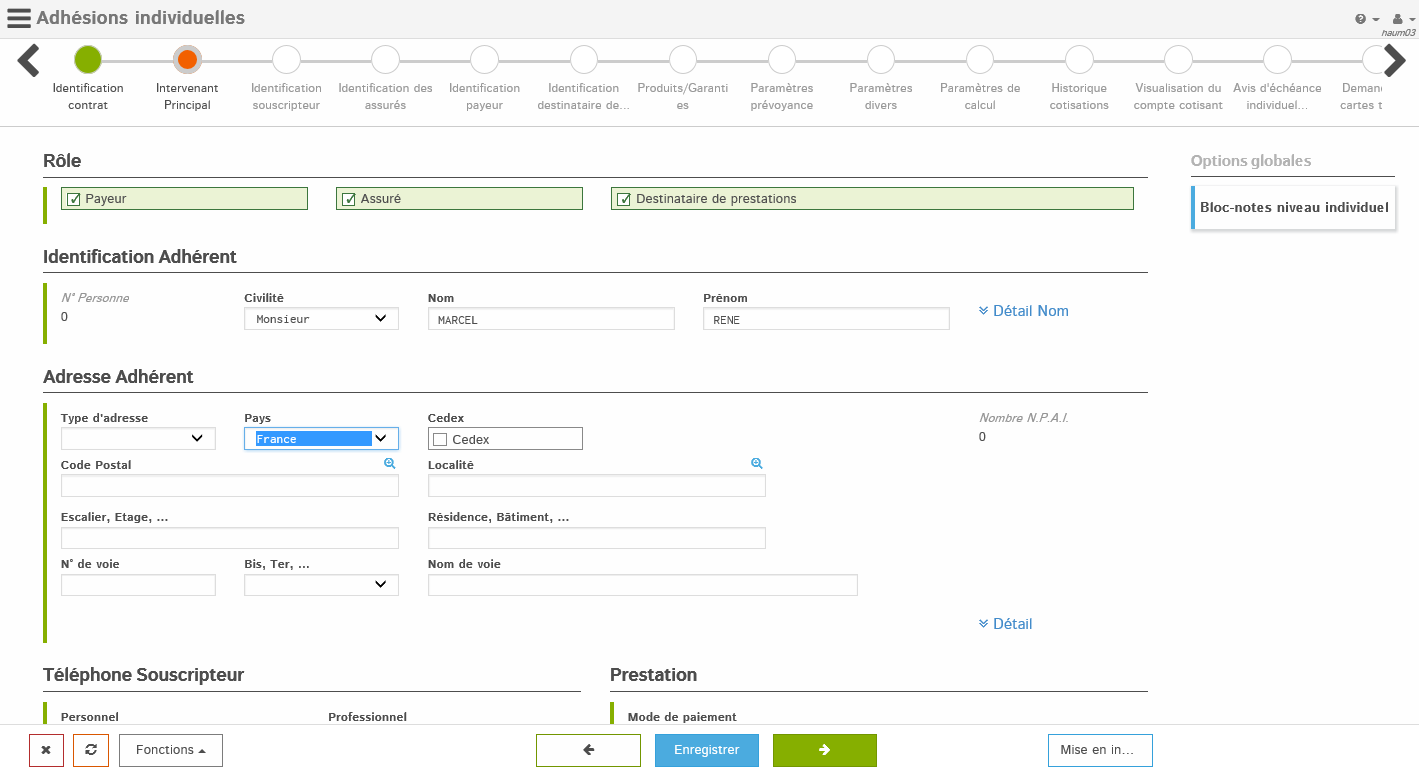 Adhésions individuelles
haum03
Identification contrat
Intervenant Principal
Identification souscripteur
Identification des assurés
Identification payeur
Identification destinataire de...
Produits/Garanti es
Paramètres prévoyance
Paramètres divers
Paramètres de calcul
Historique cotisations
Visualisation du compte cotisant
Avis d'échéance individuel...
Deman cartes t
Rôle
Options globales
Payeur
Assuré
Destinataire de prestations
Bloc-notes niveau individuel
Identification Adhérent
N° Personne
Civilité
Nom
Prénom
0
Monsieur
MARCEL
RENE
Détail Nom
Adresse Adhérent
Type d'adresse
Pays
Cedex
Nombre N.P.A.I.
France
Cedex
0
Code Postal
Localité
Escalier, Etage, ...
Résidence, Bâtiment, ...
N° de voie
Bis, Ter, ...
Nom de voie
Détail
Téléphone Souscripteur
Prestation
Personnel
Professionnel
Mode de paiement
Fonctions
Enregistrer
Mise en in...